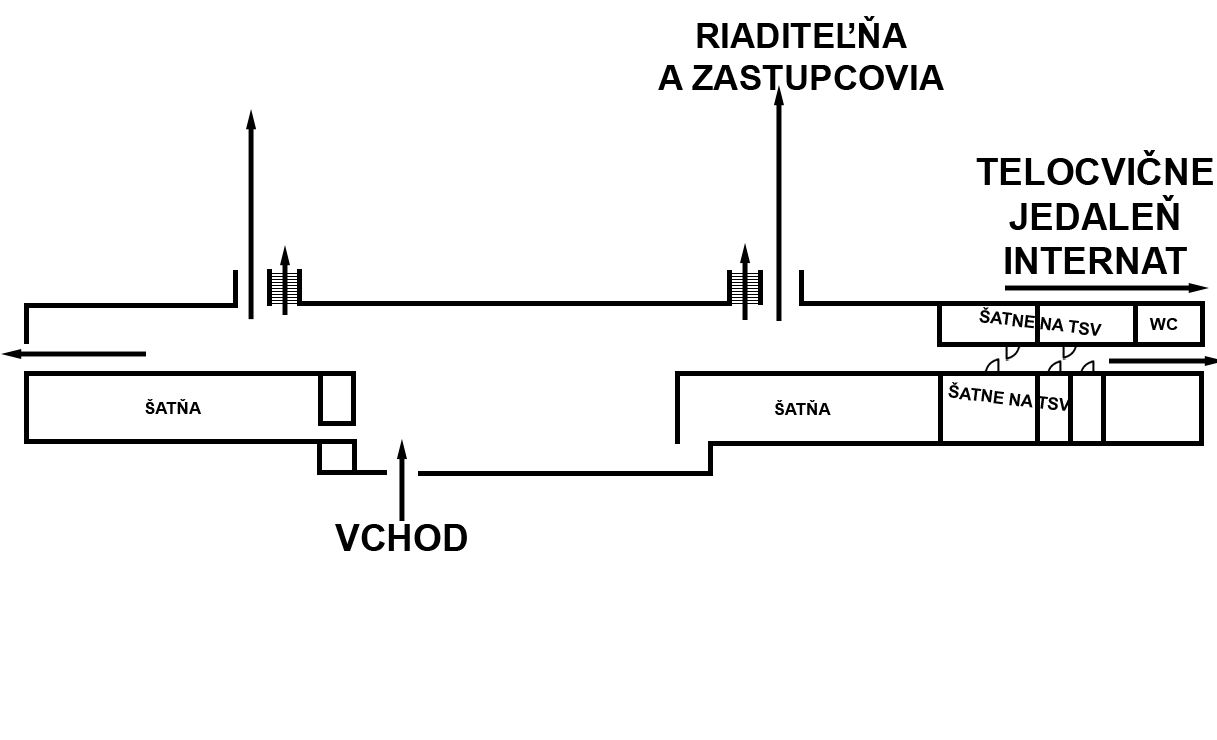 RIADITEĽŇA
A ZASTUPCOVIA
TELOCVIČNE
JEDALEŇ
INTERNAT
ŠATNE NA TSV
WC
ŠATŇA
ŠATŇA
ŠATNE NA TSV
VCHOD